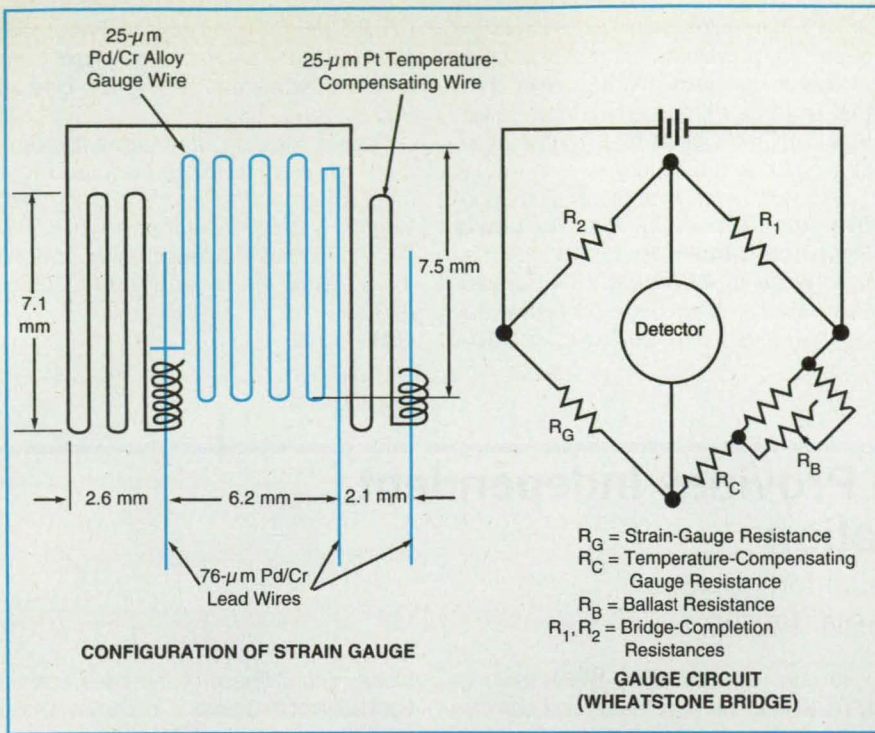 25-μm
Pd/Cr Alloy
Gauge Wire
25-μm Pt Temperature-
Compensating Wire
7.1
mm
7.5 mm
2.6 mm
6.2 mm
2.1 mm
76-μm Pd/Cr
Lead Wires
CONFIGURATION OF STRAIN GAUGE
R2
R1
Detector
RG
RC
RB
RG = Strain-Gauge Resistance
RC = Temperature-Compensating
Gauge Resistance
RB = Ballast Resistance
R1, R2 = Bridge-Completion
Resistances
GAUGE CIRCUIT
(WHEATSTONE BRIDGE)